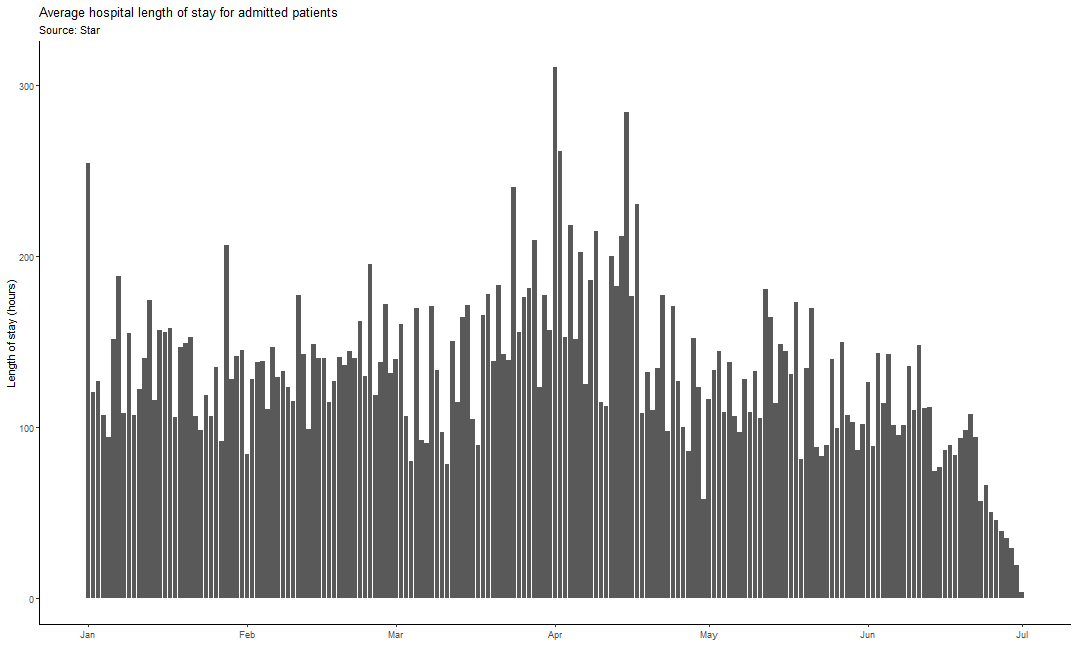 Average hospital length of stay for admitted patients
Source: Star
Length of stay (hours)
300
200
100
0
Jan
Feb
Mar
Apr
May
Jun
Jul